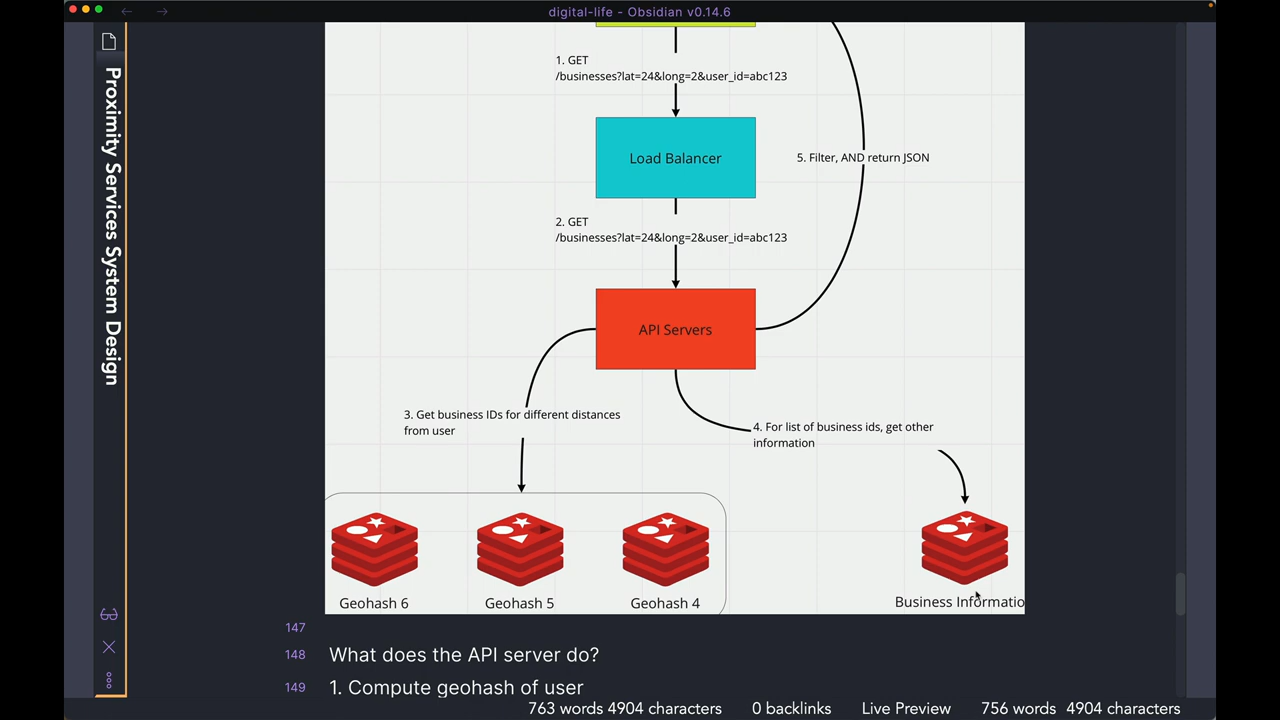 digital-life - Obsidian v0.14.6
Proximity Services System Design
1. GET
/businesses?lat=24&long=2&user_id=abc123
Load Balancer
5. Filter, AND return JSON
2. GET
/businesses?lat=24&long=2&user_id=abc123
API Servers
3. Get business IDs for different distances
from user
4. For list of business ids, get other
information
Geohash 6
Geohash 5
Geohash 4
Business Informatio
147
148 What does the API server do?
149 1. Compute geohash of user
763 words 4904 characters
0 backlinks
Live Preview
756 words 4904 characters